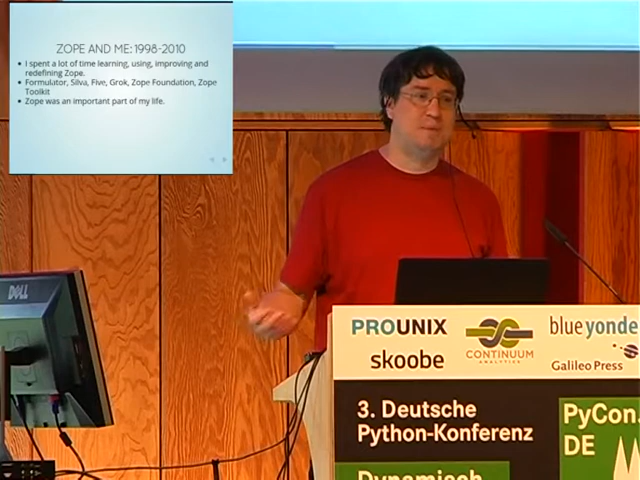 ZOPE AND ME: 1998-2010
• I spent a lot of time learning, using, improving and
redefining Zope.
• Formulator, Silva, Five, Grok, Zope Foundation, Zope
Toolkit
• Zope was an important part of my life.
DELL
PROUNIX
skoobe
CONTINUUM
ANALYTICS
blue yonde
Galileo Press
3. Deutsche
Python-Konferenz
PyCon.
DE
Dynamisch